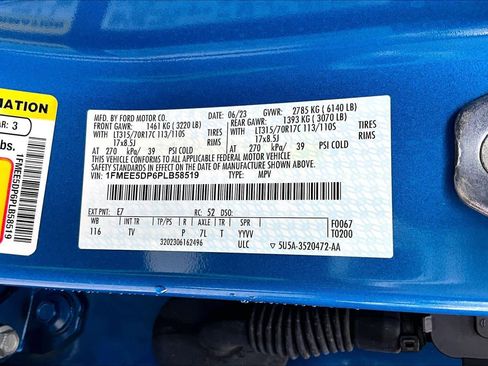 MFD. BY FORD MOTOR CO.
DATE: 06/23 GVWR: 2785 KG ( 6140 LB)
FRONT GAWR: 1461 KG ( 3220 LB) REAR GAWR: 1393 KG ( 3070 LB)
WITH LT315/70R17C 113/110S WITH LT315/70R17C 113/110S
17x8.5J 17x8.5J
AT 270 kPa/ 39 PSI COLD AT 270 kPa/ 39 PSI COLD
THIS VEHICLE CONFORMS TO ALL APPLICABLE FEDERAL MOTOR VEHICLE
SAFETY STANDARDS IN EFFECT ON THE DATE OF MANUFACTURE SHOWN ABOVE.
VIN: 1FMEE5DP6PLB58519 TYPE: MPV
EXT PNT: E7 RC: 52 DSO: F0067
WB INT TR TP/PS R AXLE TR SPR T0200
116 TV P 7L T YYVV
3202306162496 ULC 5U5A-3520472-AA
MATION
AR: 3
bs.
1FMEE5DP6PLB58519